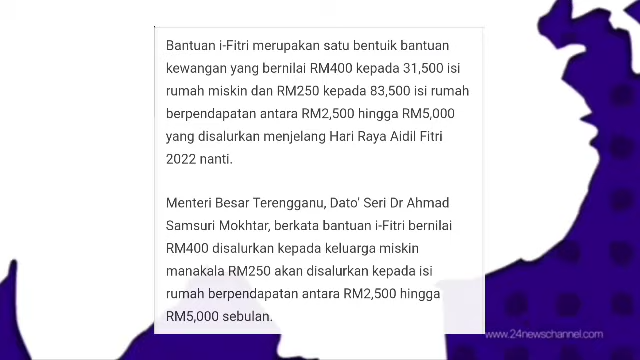 Bantuan i-Fitri merupakan satu bentuik bantuan
kewangan yang bernilai RM400 kepada 31,500 isi
rumah miskin dan RM250 kepada 83,500 isi rumah
berpendapatan antara RM2,500 hingga RM5,000
yang disalurkan menjelang Hari Raya Aidil Fitri
2022 nanti.
Menteri Besar Terengganu, Dato' Seri Dr Ahmad
Samsuri Mokhtar, berkata bantuan i-Fitri bernilai
RM400 disalurkan kepada keluarga miskin
manakala RM250 akan disalurkan kepada isi
rumah berpendapatan antara RM2,500 hingga
RM5,000 sebulan.
www.24newschannel.com